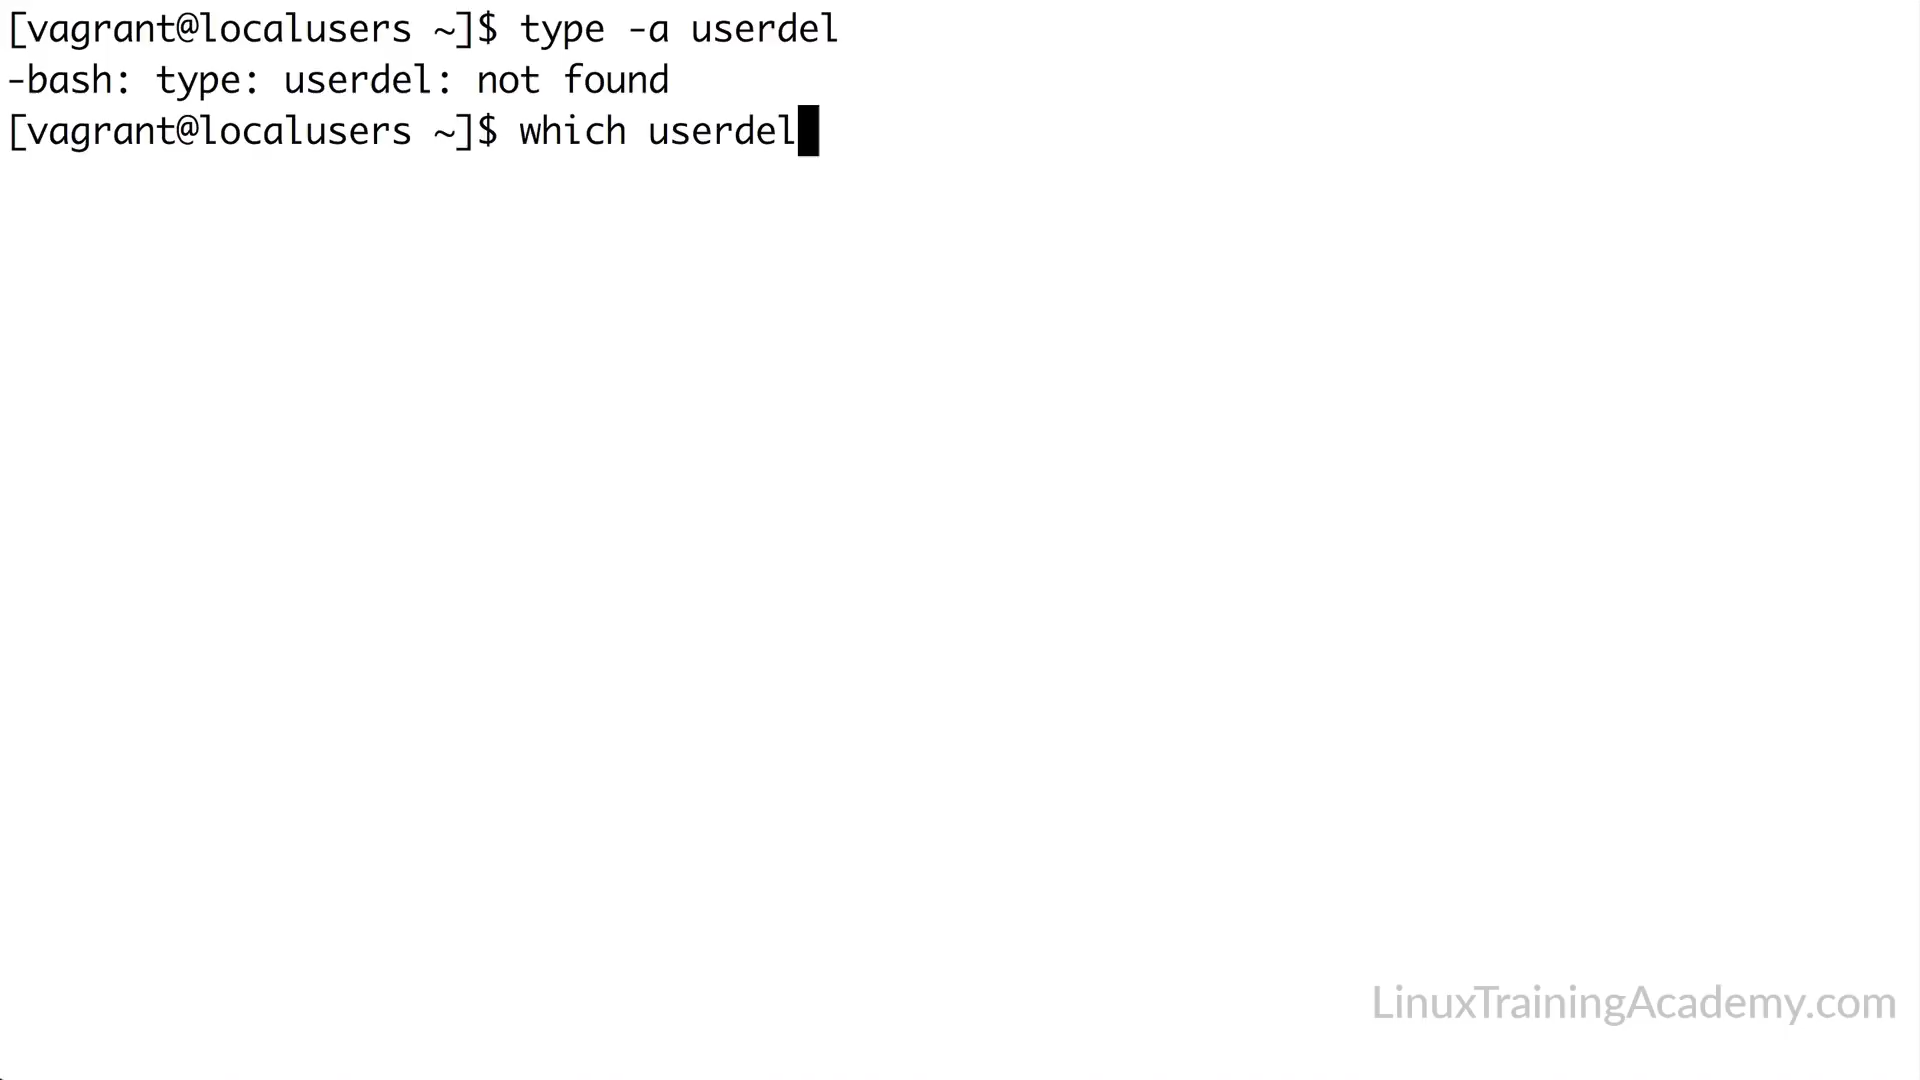 [vagrant@localusers ~]$ type -a userdel
-bash: type: userdel: not found
[vagrant@localusers ~]$ which userdel
LinuxTrainingAcademy.com